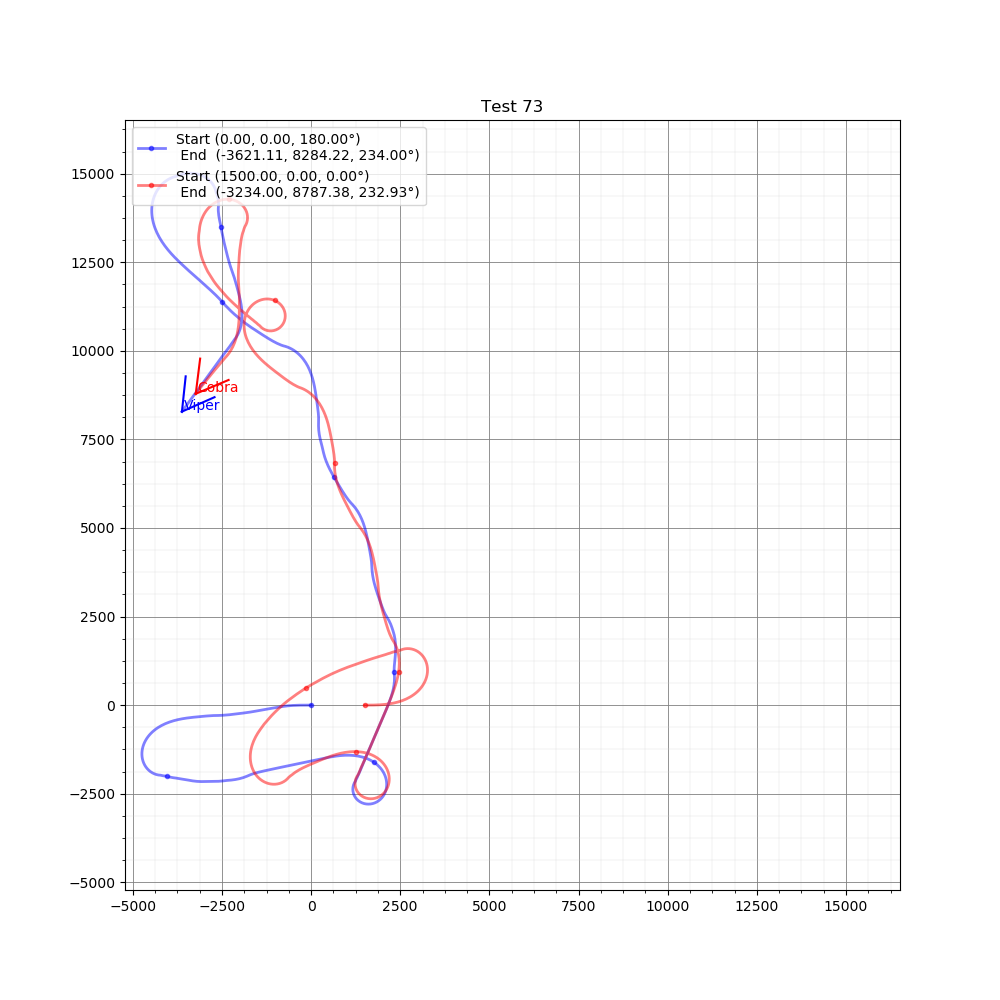 Test 73
Start (0.00, 0.00, 180.00°)
End (-3621.11, 8284.22, 234.00°)
Start (1500.00, 0.00, 0.00°)
End (-3234.00, 8787.38, 232.93°)
15000
12500
10000
7500
5000
2500
0
−2500
−5000
Cobra
Viper
−5000 −2500 0 2500 5000 7500 10000 12500 15000